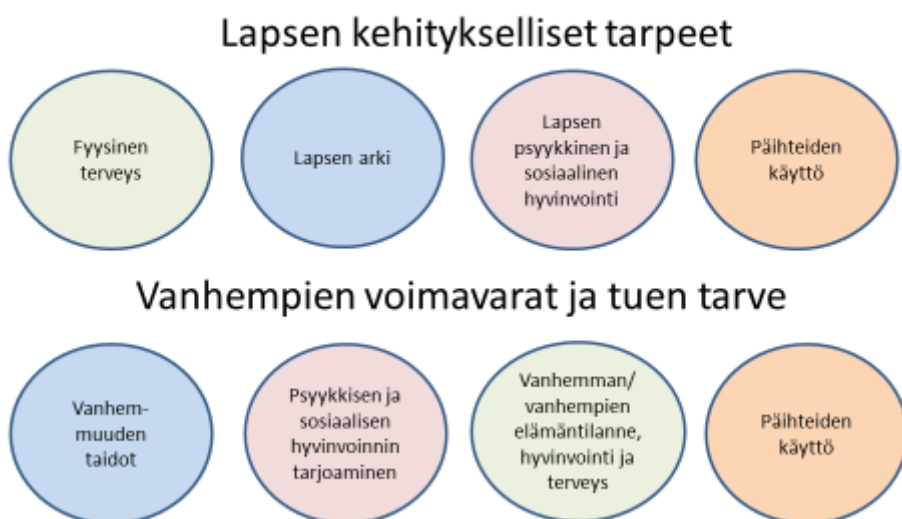 Lapsen kehitykselliset tarpeet
Fyysinen
terveys
Lapsen arki
Lapsen
psyykkinen ja
sosiaalinen
hyvinvointi
Päihteiden
käyttö
Vanhempien voimavarat ja tuen tarve
Vanhem-
muuden
taidot
Psyykkisen ja
sosiaalisen
hyvinvoinnin
tarjoaminen
Vanhemman/
vanhempien
elämäntilanne,
hyvinvointi ja
terveys
Päihteiden
käyttö